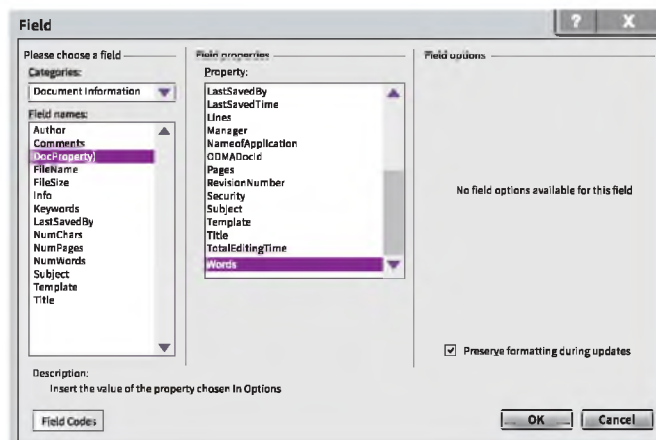 Field
? X
Please choose a field
Categories:
Document Information
Field names:
Author
Comments
DocProperty
FileName
FileSize
Info
Keywords
LastSavedBy
NumChars
NumPages
NumWords
Subject
Template
Title
Field properties
Property:
LastSavedBy
LastSavedTime
Lines
Manager
NameofApplication
ODMADocId
Pages
RevisionNumber
Security
Subject
Template
Title
TotalEditingTime
Words
Field options
No field options available for this field
Preserve formatting during updates
Description:
Insert the value of the property chosen in Options
Field Codes
OK
Cancel